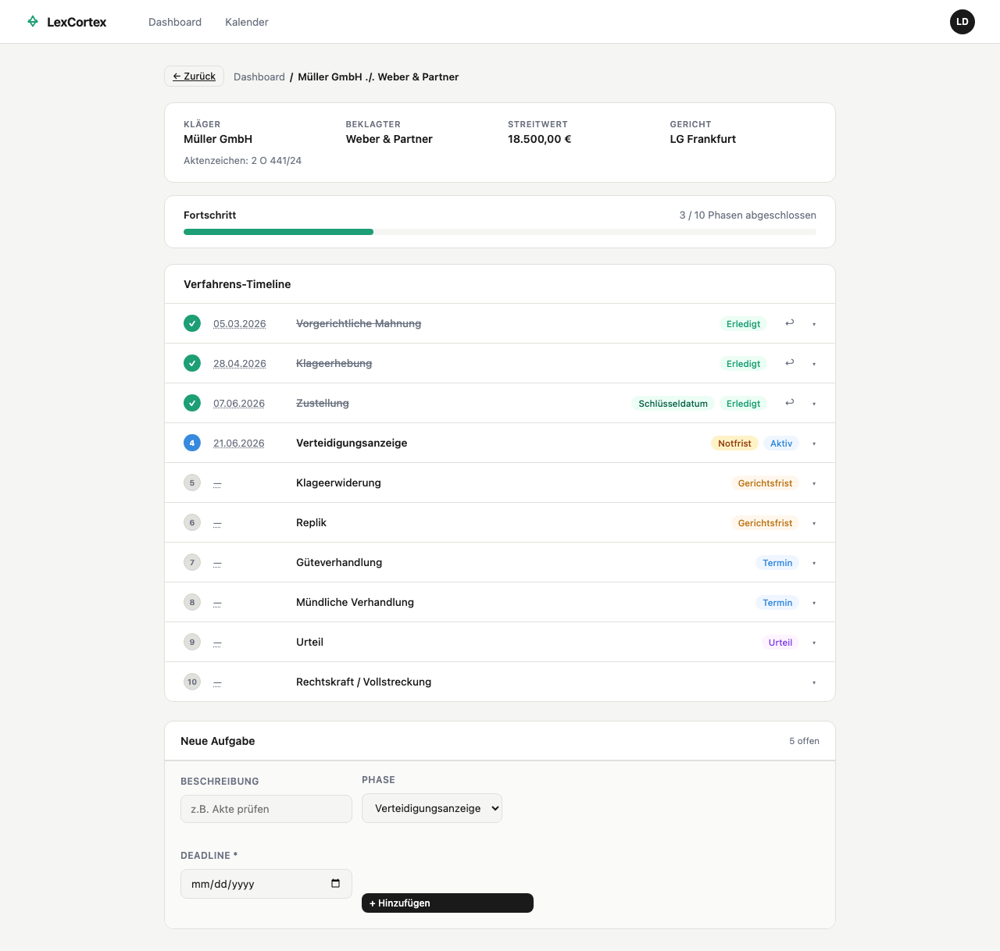 LexCortex Dashboard Kalender LD
← Zurück Dashboard / Müller GmbH ./. Weber & Partner
KLÄGER BEKLAGTER STREITWERT GERICHT
Müller GmbH Weber & Partner 18.500,00 € LG Frankfurt
Aktenzeichen: 2 O 441/24
Fortschritt 3 / 10 Phasen abgeschlossen
Verfahrens-Timeline
05.03.2026 Vorgerichtliche Mahnung Erledigt ↩ ▾
28.04.2026 Klageerhebung Erledigt ↩ ▾
07.06.2026 Zustellung Schlüsseldatum Erledigt ↩ ▾
4 21.06.2026 Verteidigungsanzeige Notfrist Aktiv ▾
5 — Klageerwiderung Gerichtsfrist ▾
6 — Replik Gerichtsfrist ▾
7 — Güteverhandlung Termin ▾
8 — Mündliche Verhandlung Termin ▾
9 — Urteil Urteil ▾
10 — Rechtskraft / Vollstreckung ▾
Neue Aufgabe 5 offen
BESCHREIBUNG PHASE
z.B. Akte prüfen Verteidigungsanzeige
DEADLINE *
mm/dd/yyyy
+ Hinzufügen